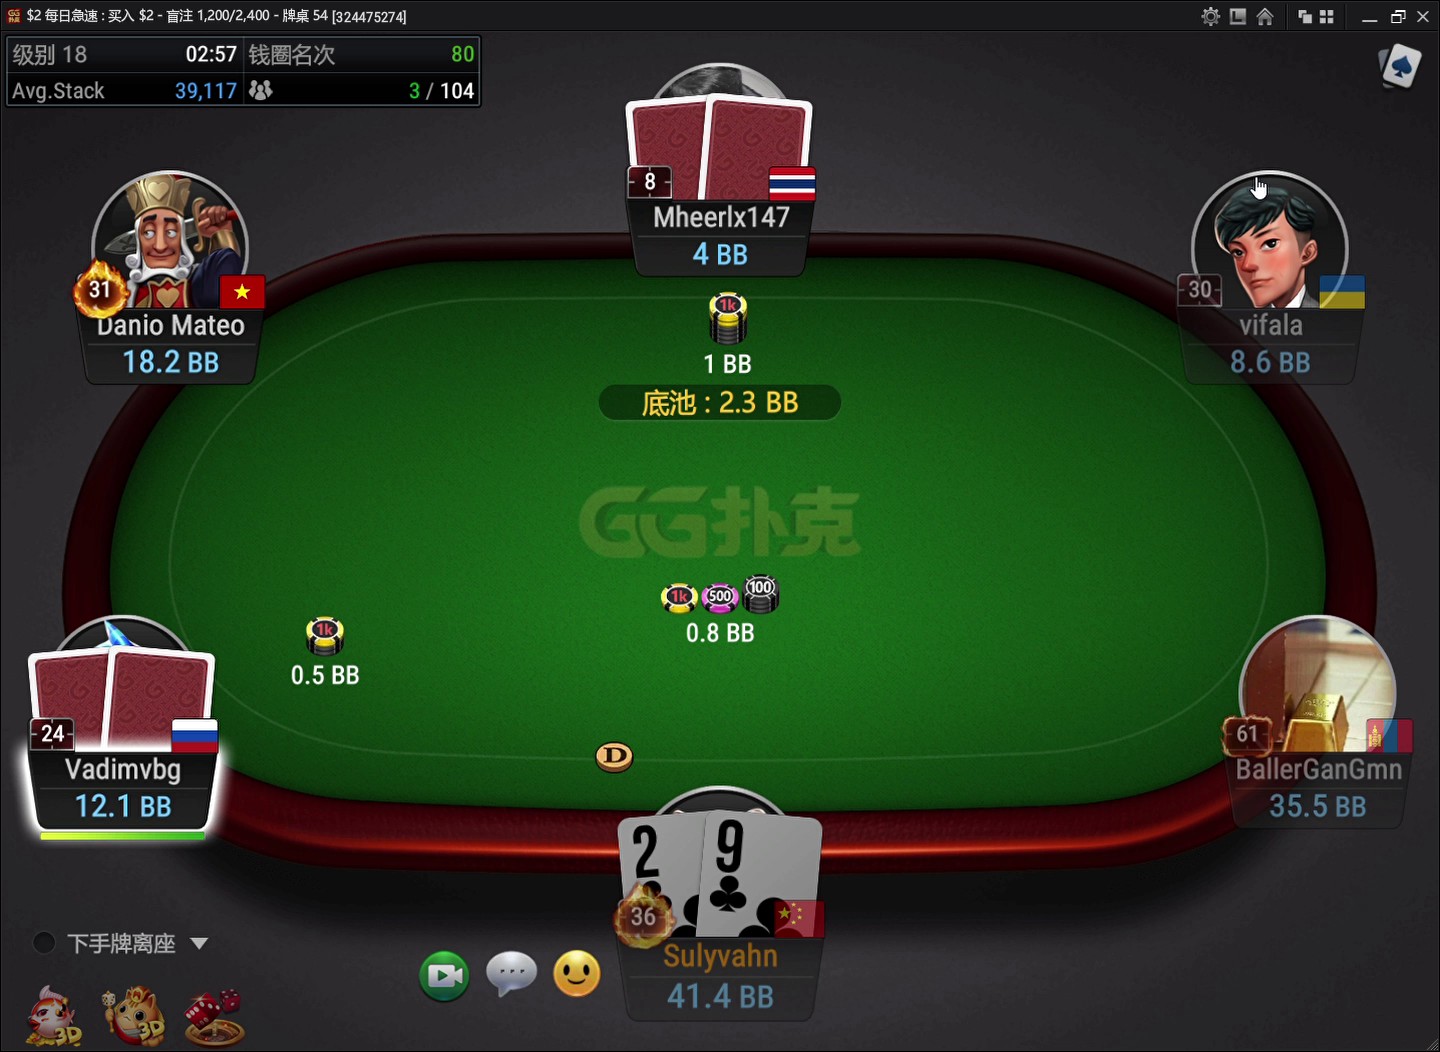 $2 每日急速 : 买入 $2 - 盲注 1,200/2,400 - 牌桌 54 [324475274]
级别 18 02:57 钱圈名次 80
Avg.Stack 39,117 3 / 104
8
Mheerlx147
4 BB
31
Danio Mateo
18.2 BB
30
vifala
8.6 BB
1k
1 BB
底池 : 2.3 BB
GG扑克
1k 500 100
0.8 BB
1k
0.5 BB
24
Vadimvbg
12.1 BB
61
BallerGanGmn
35.5 BB
D
2 9
36
Sulyvahn
41.4 BB
下手牌离座
3D 3D